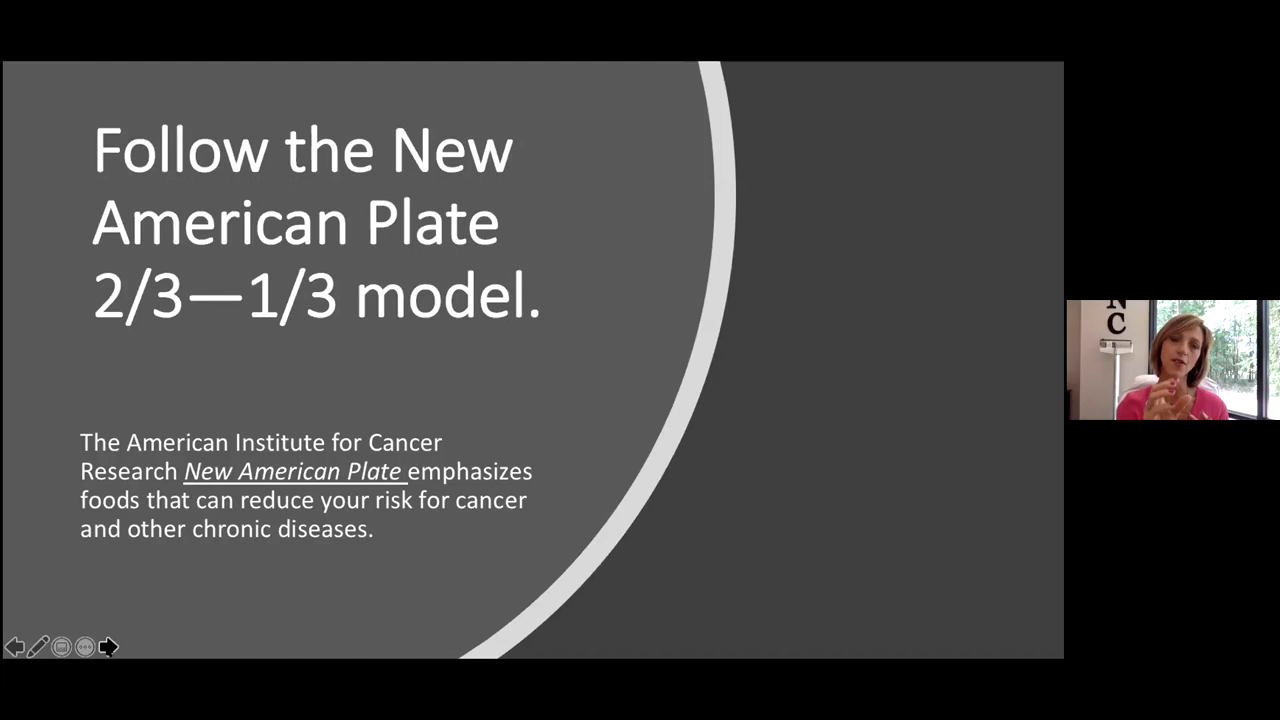 Follow the New
American Plate
2/3—1/3 model.
The American Institute for Cancer
Research New American Plate emphasizes
foods that can reduce your risk for cancer
and other chronic diseases.
N
C